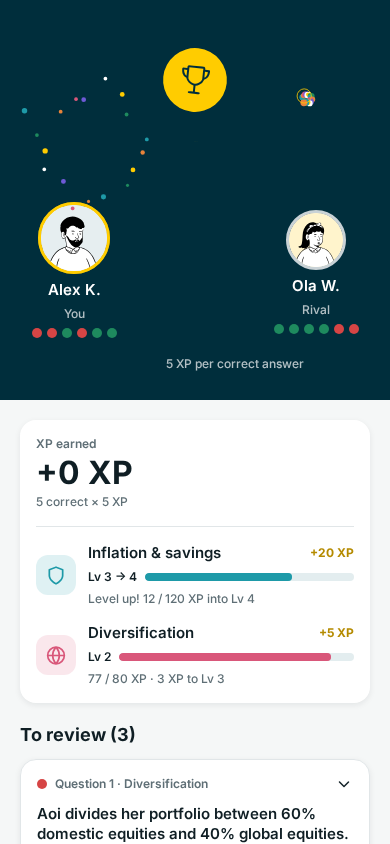 Alex K.
You
Ola W.
Rival
5 XP per correct answer
XP earned
+0 XP
5 correct × 5 XP
Inflation & savings
+20 XP
Lv 3 → 4
Level up! 12 / 120 XP into Lv 4
Diversification
+5 XP
Lv 2
77 / 80 XP · 3 XP to Lv 3
To review (3)
Question 1 · Diversification
Aoi divides her portfolio between 60%
domestic equities and 40% global equities.